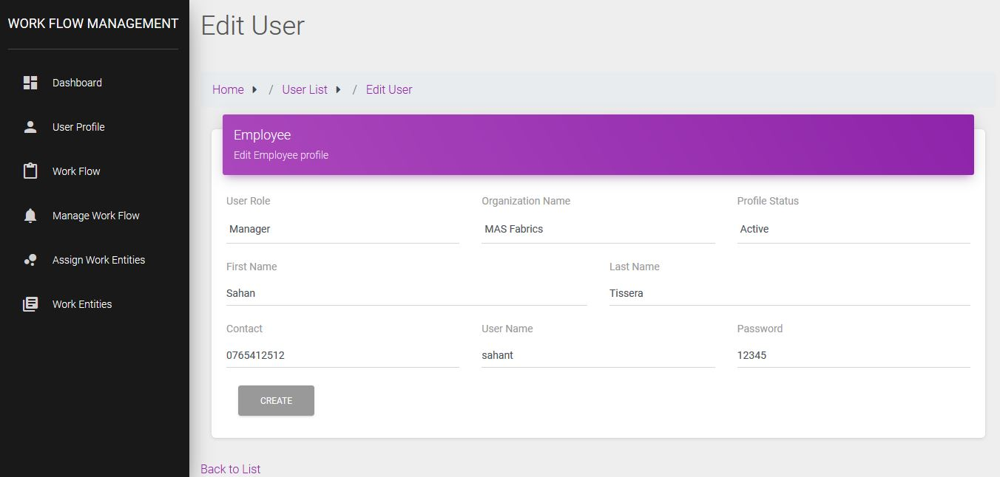 WORK FLOW MANAGEMENT
Dashboard
User Profile
Work Flow
Manage Work Flow
Assign Work Entities
Work Entities
Edit User
Home / User List / Edit User
Employee
Edit Employee profile
User Role Organization Name Profile Status
Manager MAS Fabrics Active
First Name Last Name
Sahan Tissera
Contact User Name Password
0765412512 sahant 12345
CREATE
Back to List